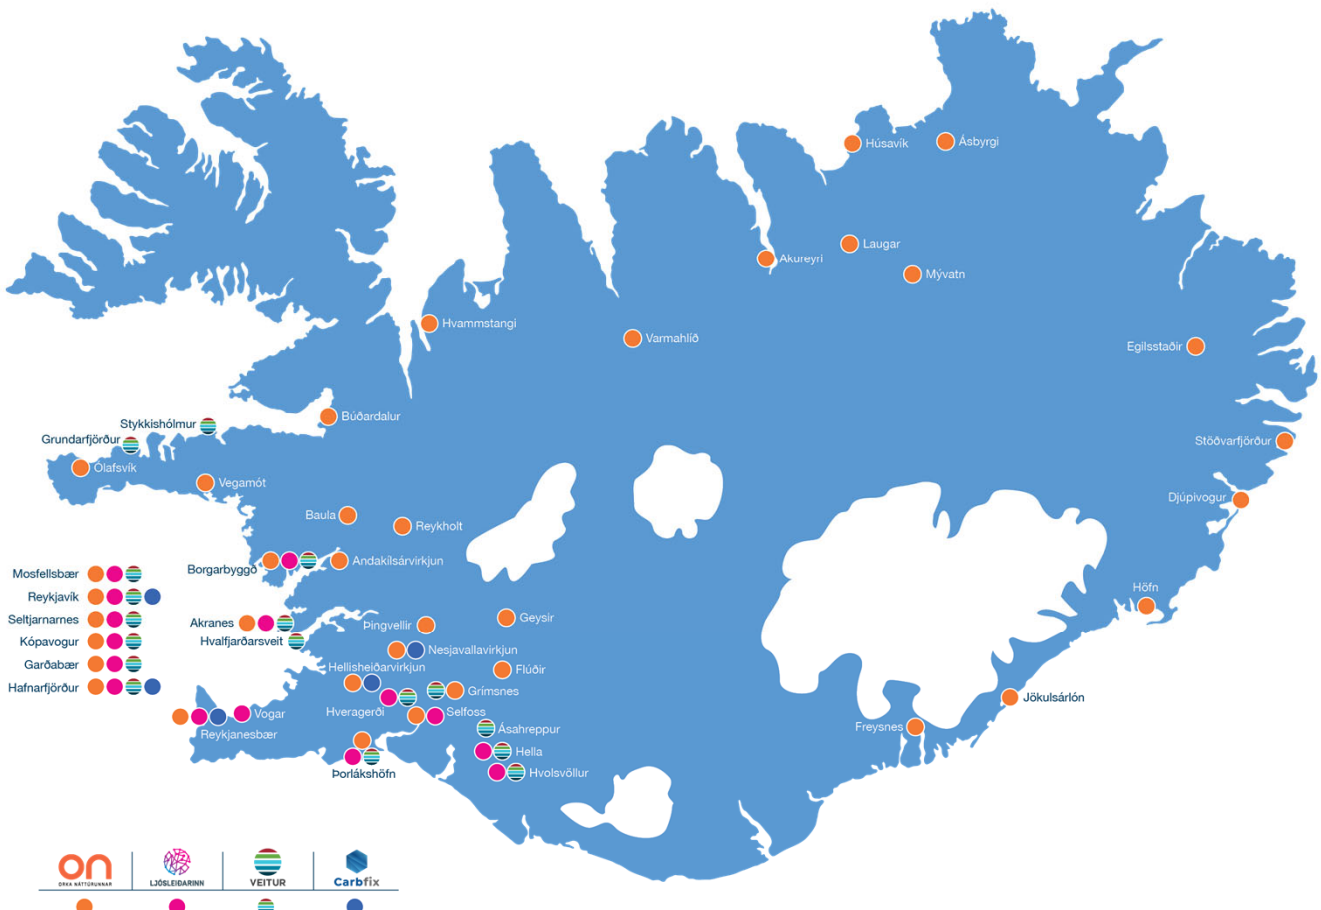 Húsavík
Ásbyrgi
Laugar
Akureyri
Mývatn
Hvammstangi
Varmahlíð
Egilsstaðir
Búðardalur
Stykkishólmur
Grundarfjörður
Ólafsvík
Vegamót
Stöðvarfjörður
Djúpivogur
Baula
Reykholt
Borgarbyggð
Andakílsárvirkjun
Mosfellsbær
Reykjavík
Seltjarnarnes
Kópavogur
Garðabær
Hafnarfjörður
Höfn
Akranes
Hvalfjarðarsveit
Þingvellir
Geysir
Nesjavallavirkjun
Hellisheiðarvirkjun
Flúðir
Grímsnes
Hveragerði
Selfoss
Jökulsárlón
Freysnes
Vogar
Reykjanesbær
Ásahreppur
Hella
Hvolsvöllur
Þorlákshöfn
on
ORKA NÁTTÚRUNNAR
LJÓSLEIÐARINN
VEITUR
Carbfix